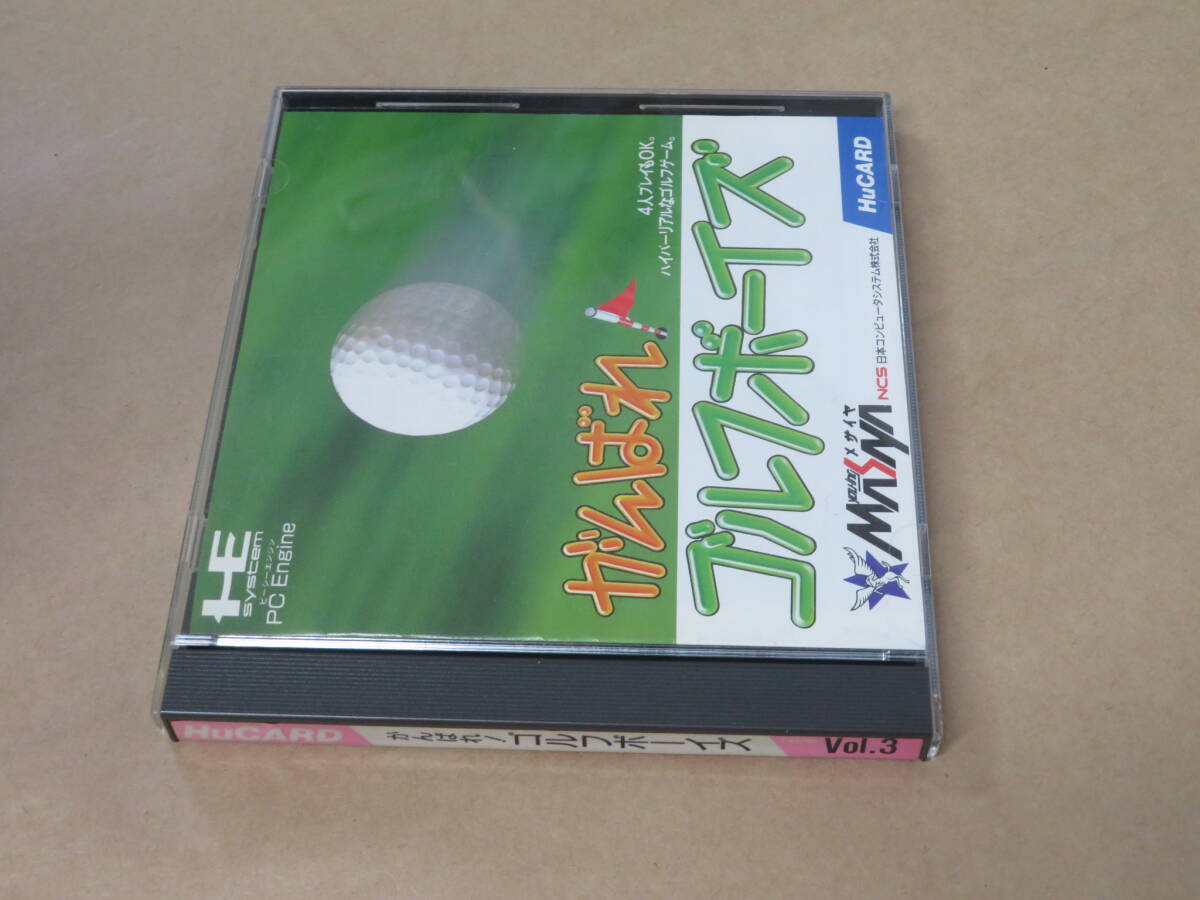 HE
system
ピーシーエンジン
PC Engine
4人プレイもOK。
ハイパーリアルなゴルフゲーム。
がんばれ!
ゴルフボーイズ
HuCARD
メサイヤ
MASAYA
NCS 日本コンピュータシステム株式会社
HuCARD
がんばれ!ゴルフボーイズ
Vol.3